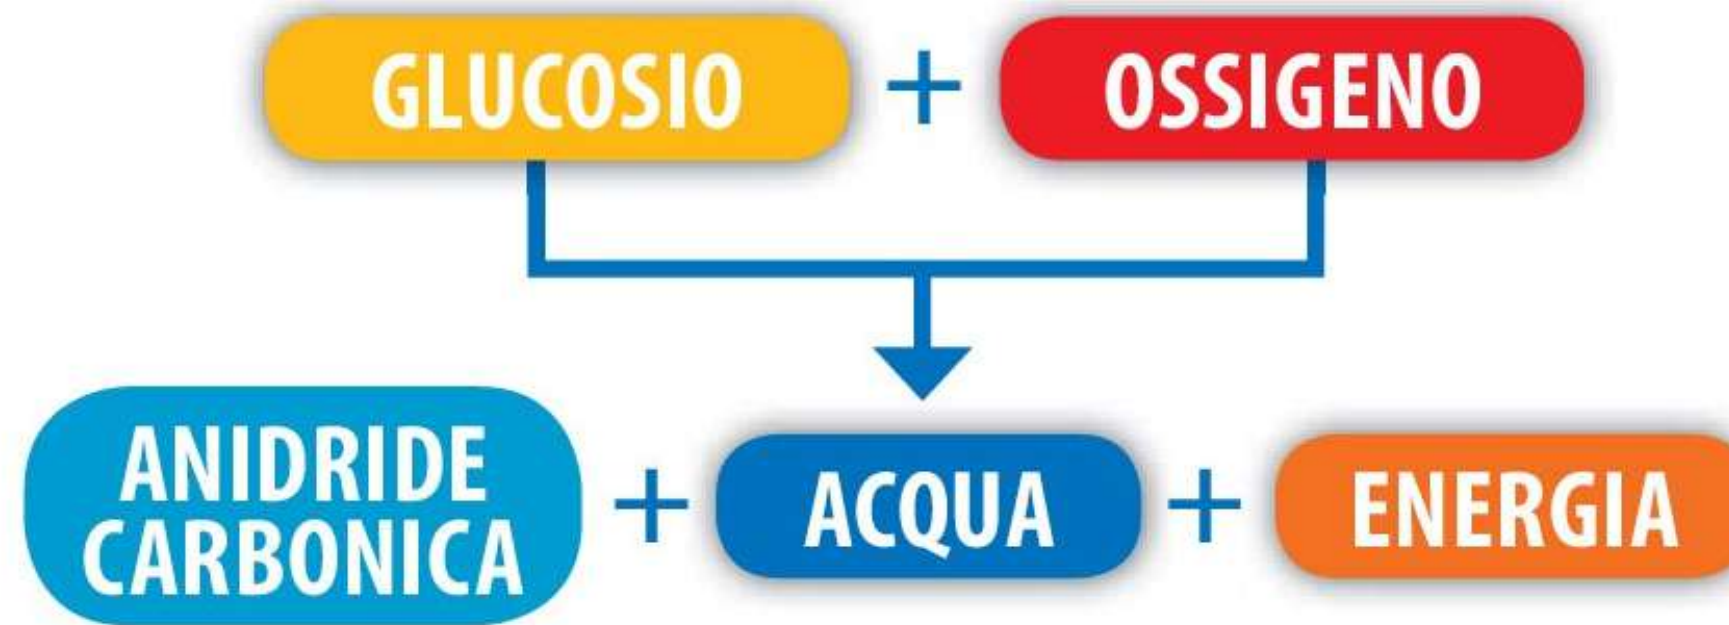 GLUCOSIO + OSSIGENO
ANIDRIDE
CARBONICA + ACQUA + ENERGIA